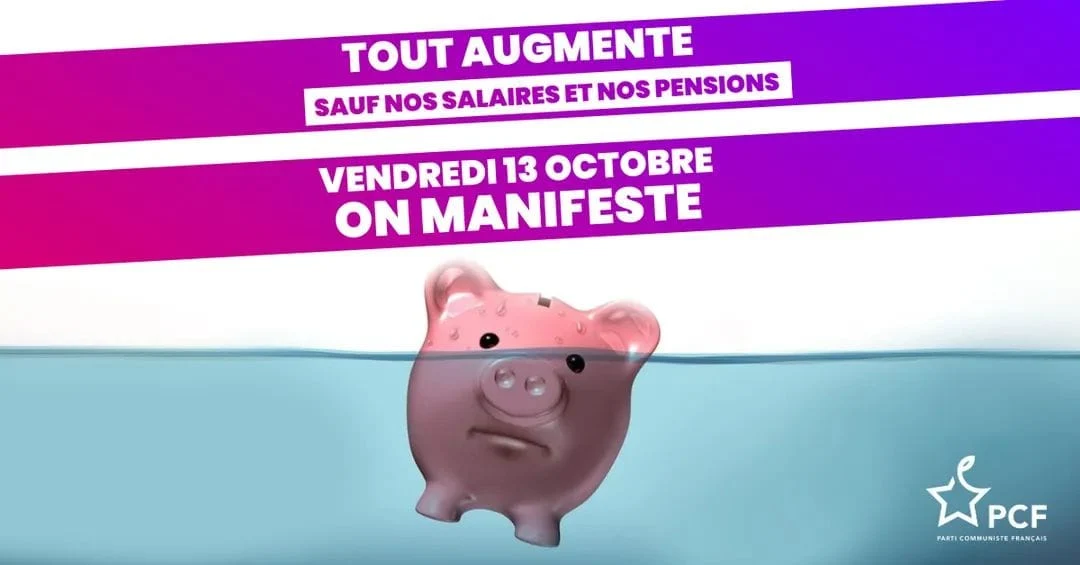 TOUT AUGMENTE
SAUF NOS SALAIRES ET NOS PENSIONS
VENDREDI 13 OCTOBRE
ON MANIFESTE
PCF
PARTI COMMUNISTE FRANÇAIS